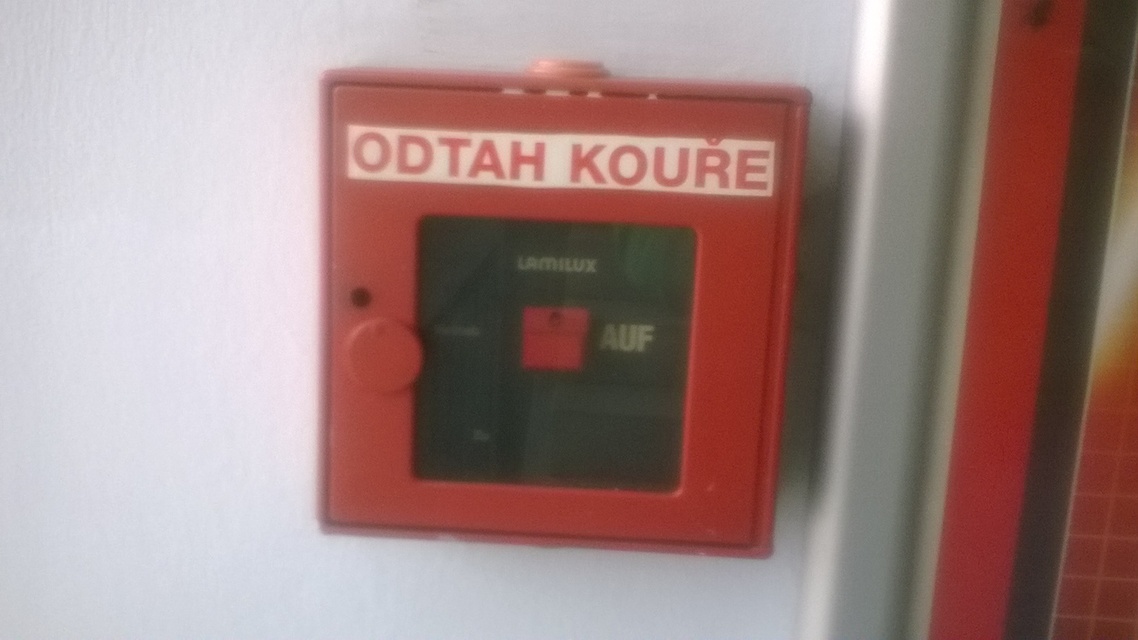 ODTAH KOUŘE
LAMILUX
AUF